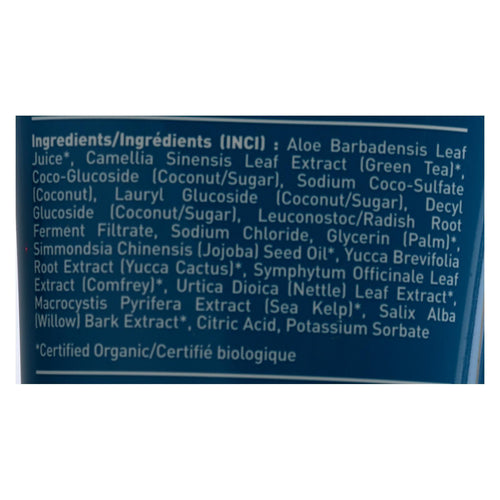 Ingredients/Ingrédients (INCI) : Aloe Barbadensis Leaf
Juice*, Camellia Sinensis Leaf Extract (Green Tea)*,
Coco-Glucoside (Coconut/Sugar), Sodium Coco-Sulfate
(Coconut), Lauryl Glucoside (Coconut/Sugar), Decyl
Glucoside (Coconut/Sugar), Leuconostoc/Radish Root
Ferment Filtrate, Sodium Chloride, Glycerin (Palm)*,
Simmondsia Chinensis (Jojoba) Seed Oil*, Yucca Brevifolia
Root Extract (Yucca Cactus)*, Symphytum Officinale Leaf
Extract (Comfrey)*, Urtica Dioica (Nettle) Leaf Extract*,
Macrocystis Pyrifera Extract (Sea Kelp)*, Salix Alba
(Willow) Bark Extract*, Citric Acid, Potassium Sorbate
*Certified Organic/Certifié biologique